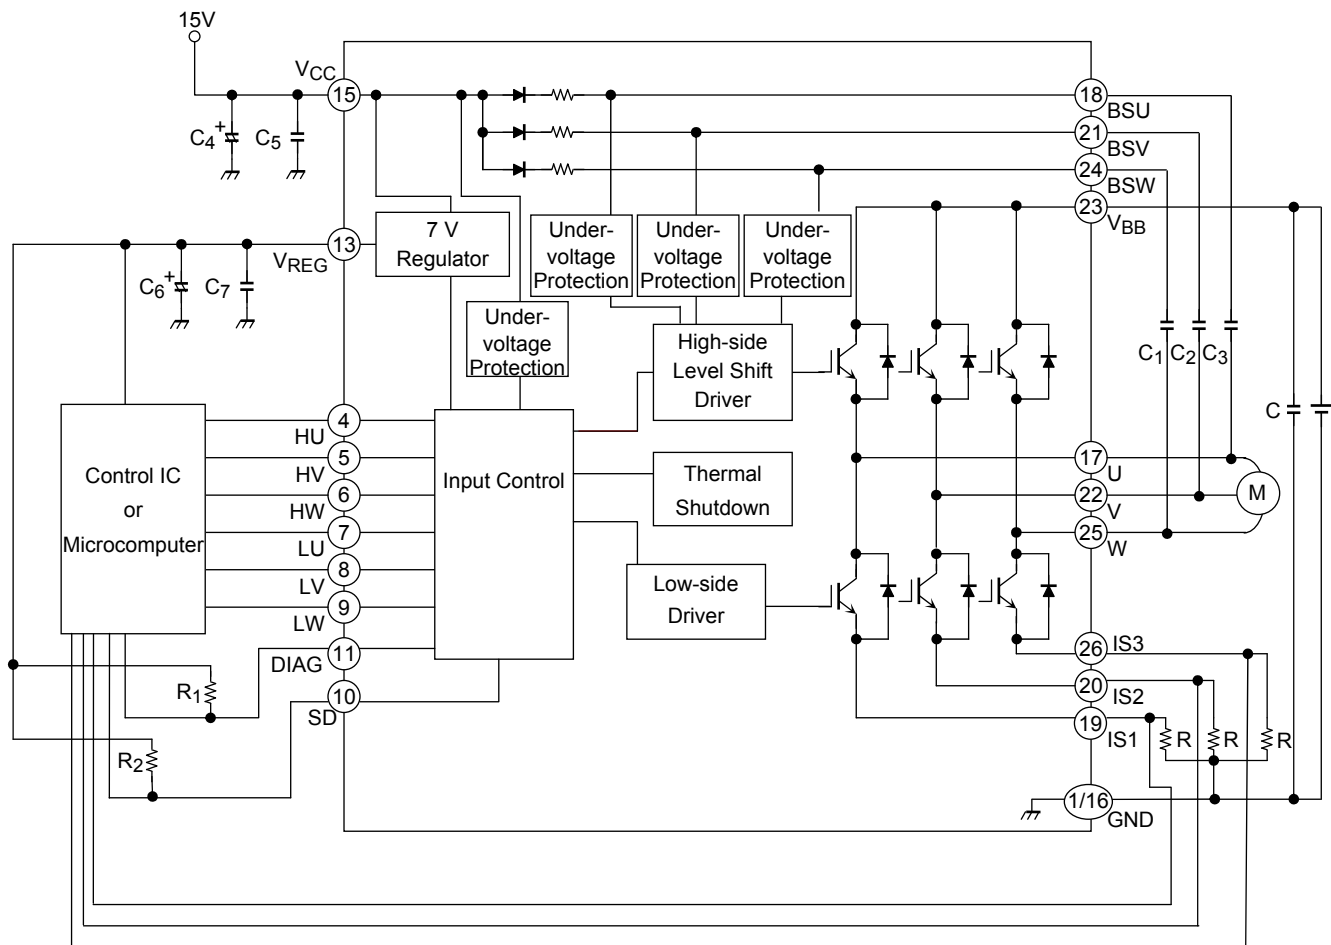 15V
VCC
15
18
BSU
C4
+
C5
21
BSV
24
BSW
23
VBB
7 V
Regulator
13
VREG
C6
+
C7
Under-
voltage
Protection
Under-
voltage
Protection
Under-
voltage
Protection
Under-
voltage
Protection
High-side
Level Shift
Driver
C1
C2
C3
C
Control IC
or
Microcomputer
4
HU
5
HV
6
HW
7
LU
8
LV
9
LW
11
DIAG
10
SD
Input Control
Thermal
Shutdown
Low-side
Driver
17
U
22
V
25
W
M
26
IS3
20
IS2
19
IS1
R
R
R
R1
R2
1/16
GND